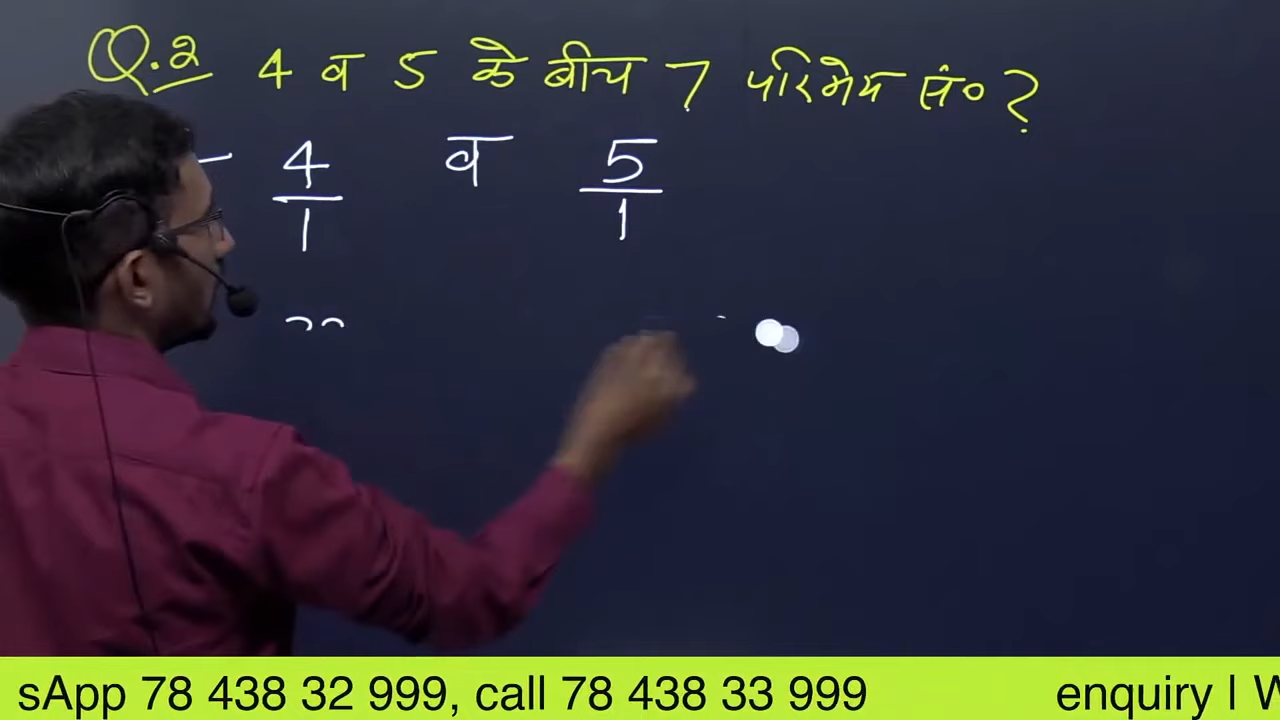 Q.2 4 व 5 के बीच 7 परिमेय सं० ?
4/1 व 5/1
sApp 78 438 32 999, call 78 438 33 999 enquiry I W